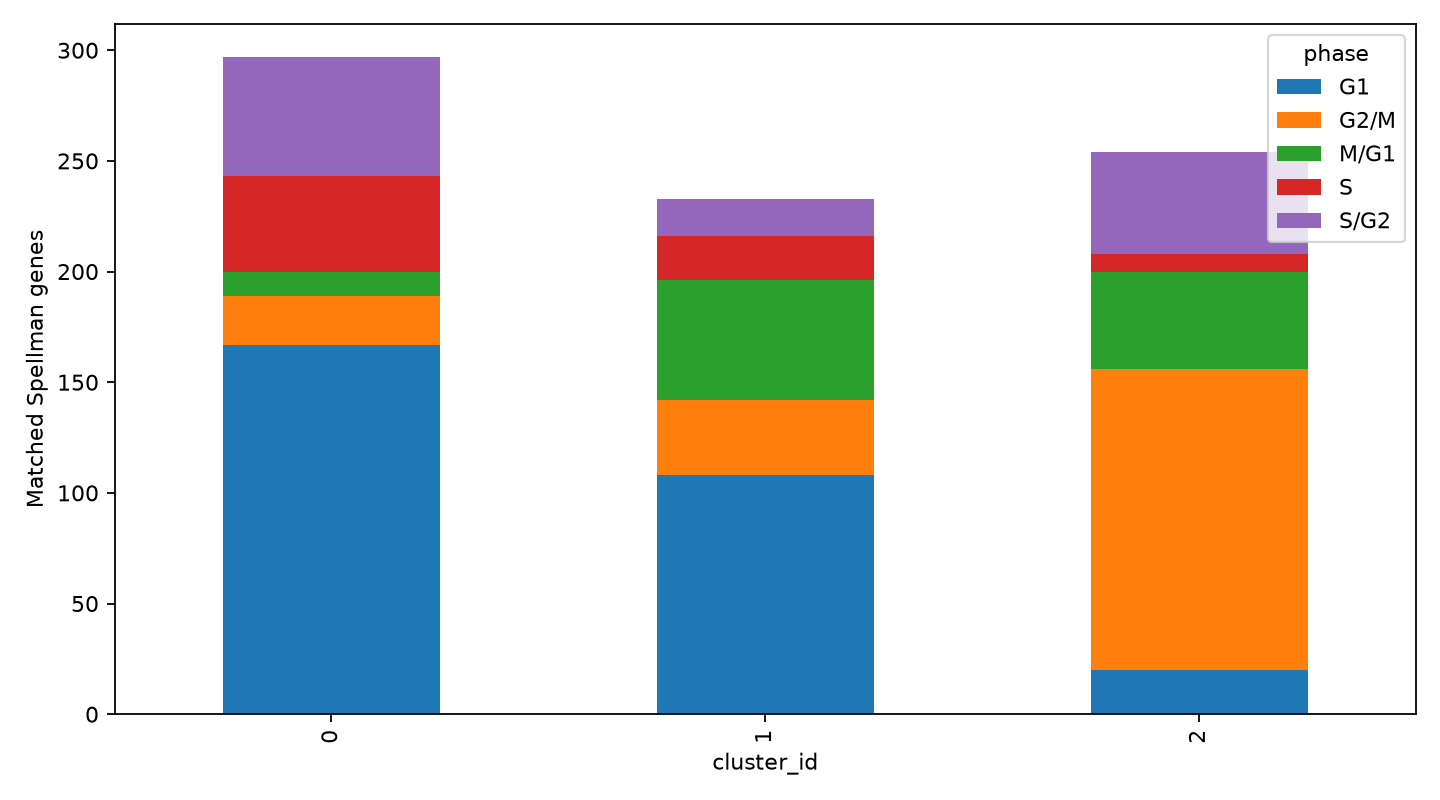 300
250
200
150
100
50
0
Matched Spellman genes
0
1
2
cluster_id
phase
G1
G2/M
M/G1
S
S/G2